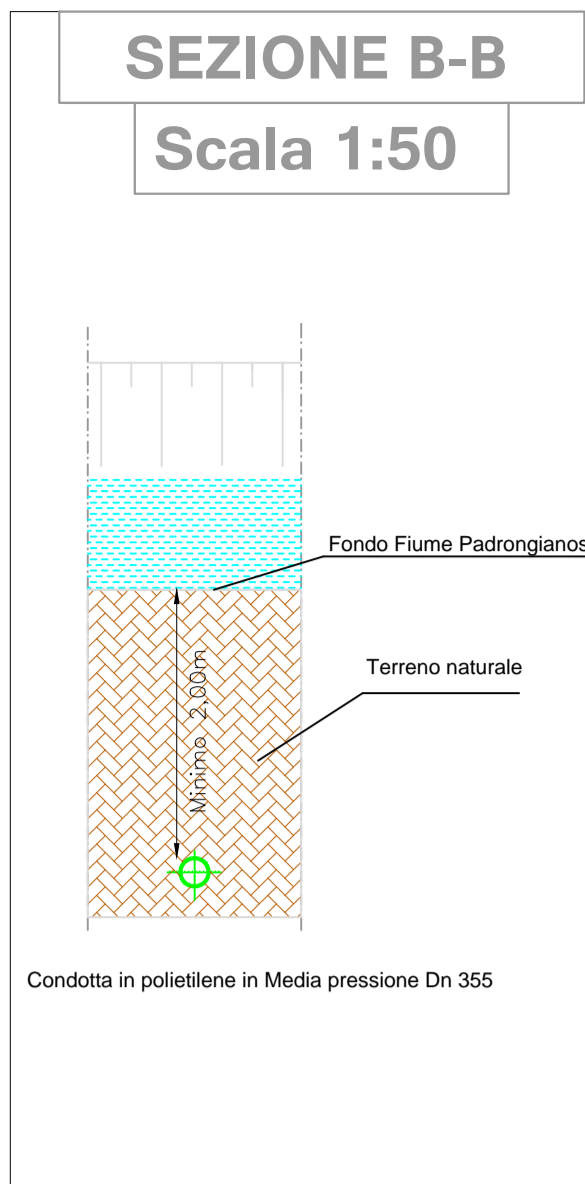 SEZIONE B-B
Scala 1:50
Fondo Fiume Padrongianos
Terreno naturale
Minimo 2,00m
Condotta in polietilene in Media pressione Dn 355